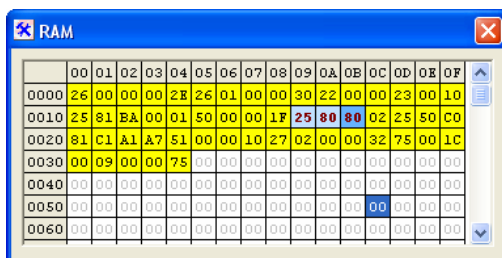 RAM
00 01 02 03 04 05 06 07 08 09 0A 0B 0C 0D 0E 0F
0000 26 00 00 00 2E 26 01 00 00 30 22 00 00 23 00 10
0010 25 81 BA 00 01 50 00 00 1F 25 80 80 02 25 50 C0
0020 81 C1 A1 A7 51 00 00 10 27 02 00 00 32 75 00 1C
0030 00 09 00 00 75 00 00 00 00 00 00 00 00 00 00 00
0040 00 00 00 00 00 00 00 00 00 00 00 00 00 00 00 00
0050 00 00 00 00 00 00 00 00 00 00 00 00 00 00 00 00
0060 00 00 00 00 00 00 00 00 00 00 00 00 00 00 00 00